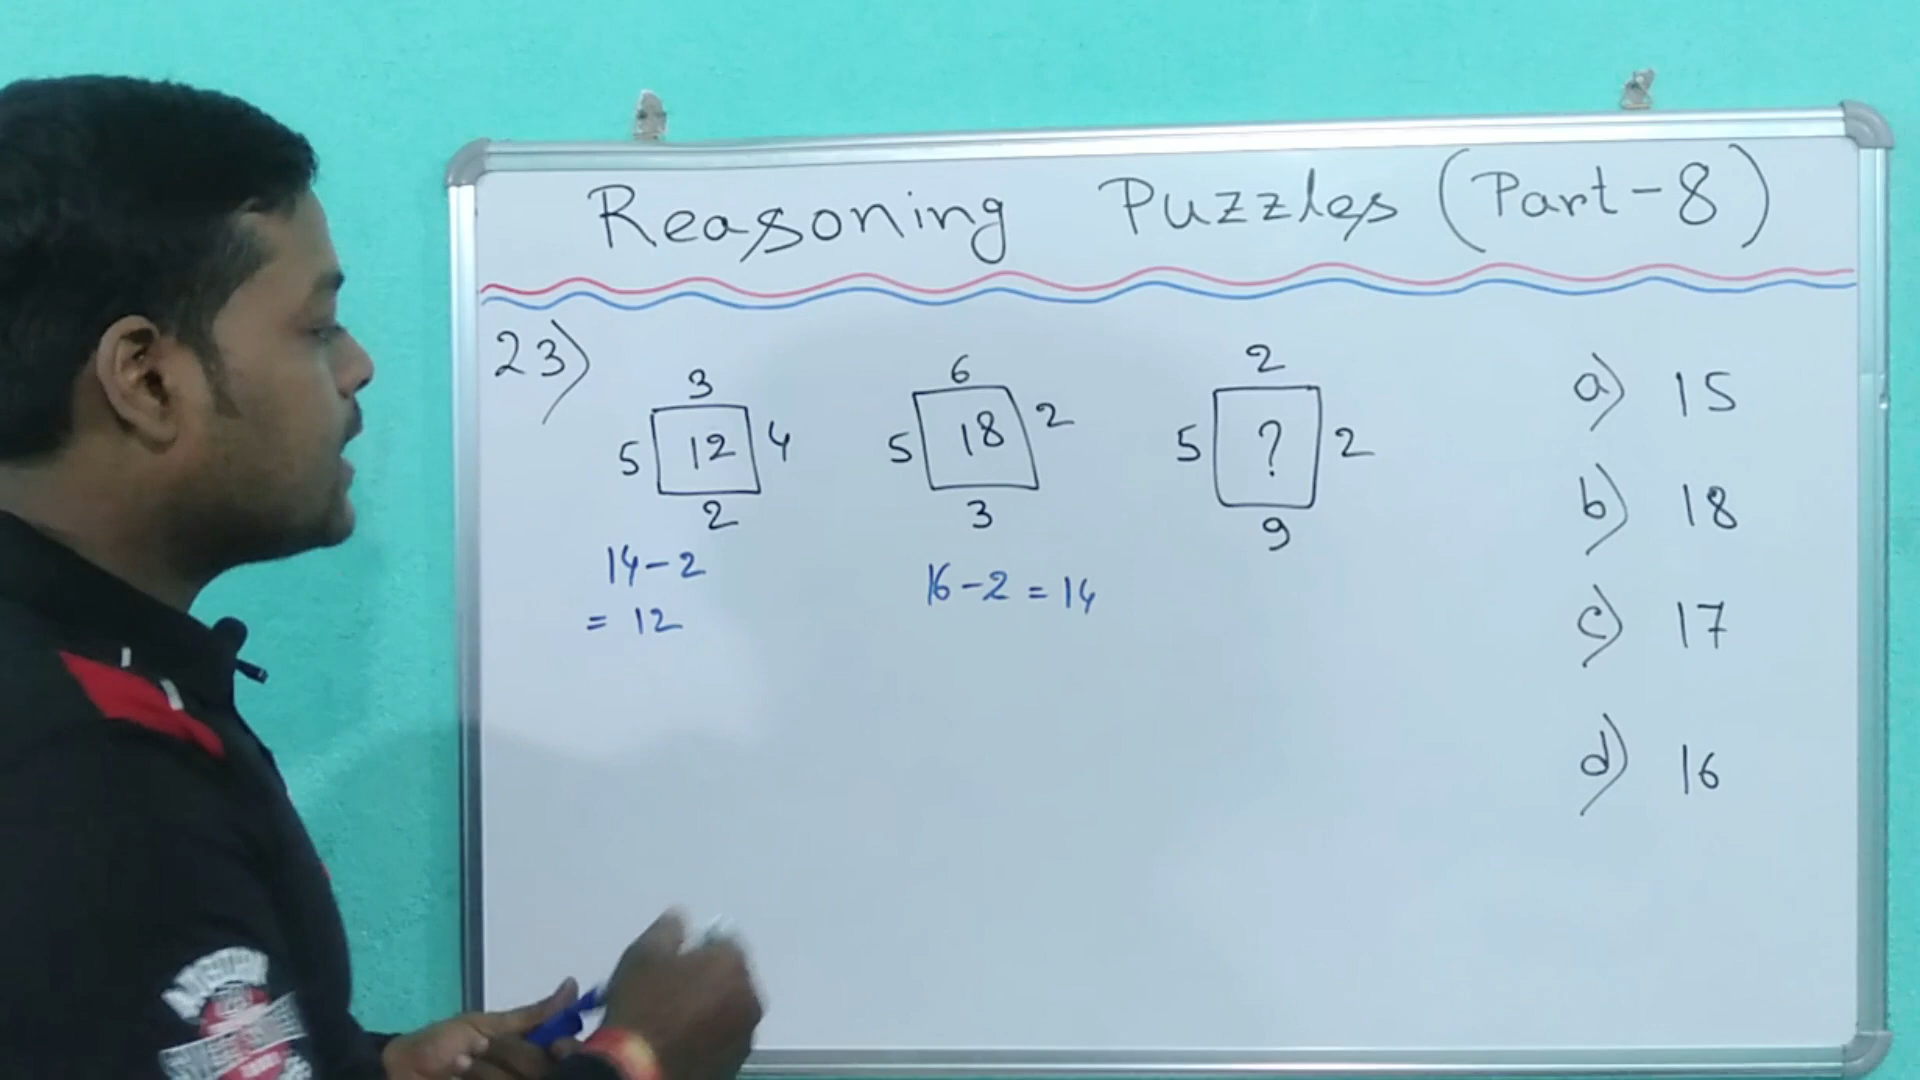 Reasoning Puzzles (Part-8)
23)
3
5 12 4
2
14-2
= 12
6
5 18 2
3
16-2 = 14
2
5 ? 2
9
a) 15
b) 18
c) 17
d) 16